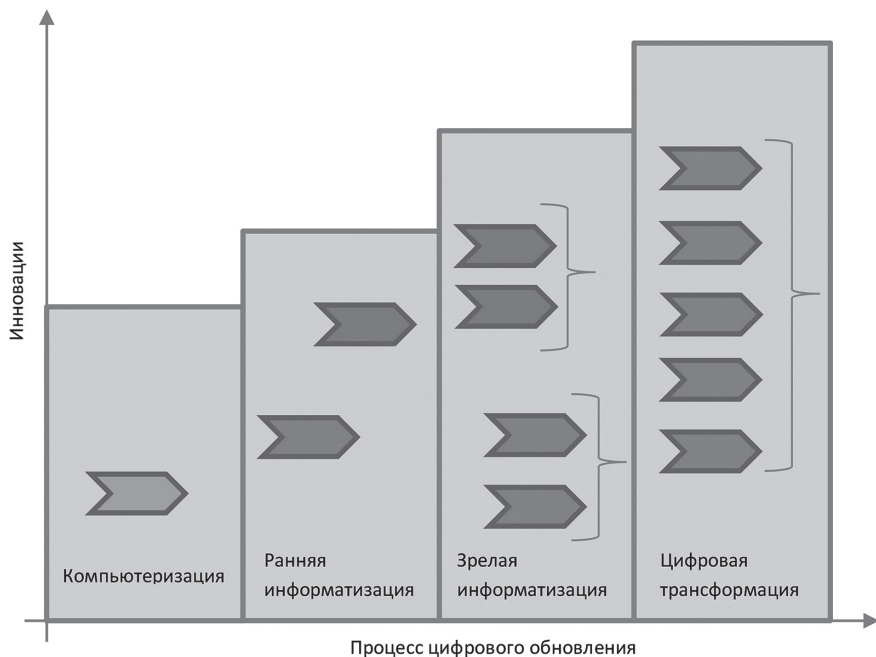 Инновации
Компьютеризация
Ранняя
информатизация
Зрелая
информатизация
Цифровая
трансформация
Процесс цифрового обновления